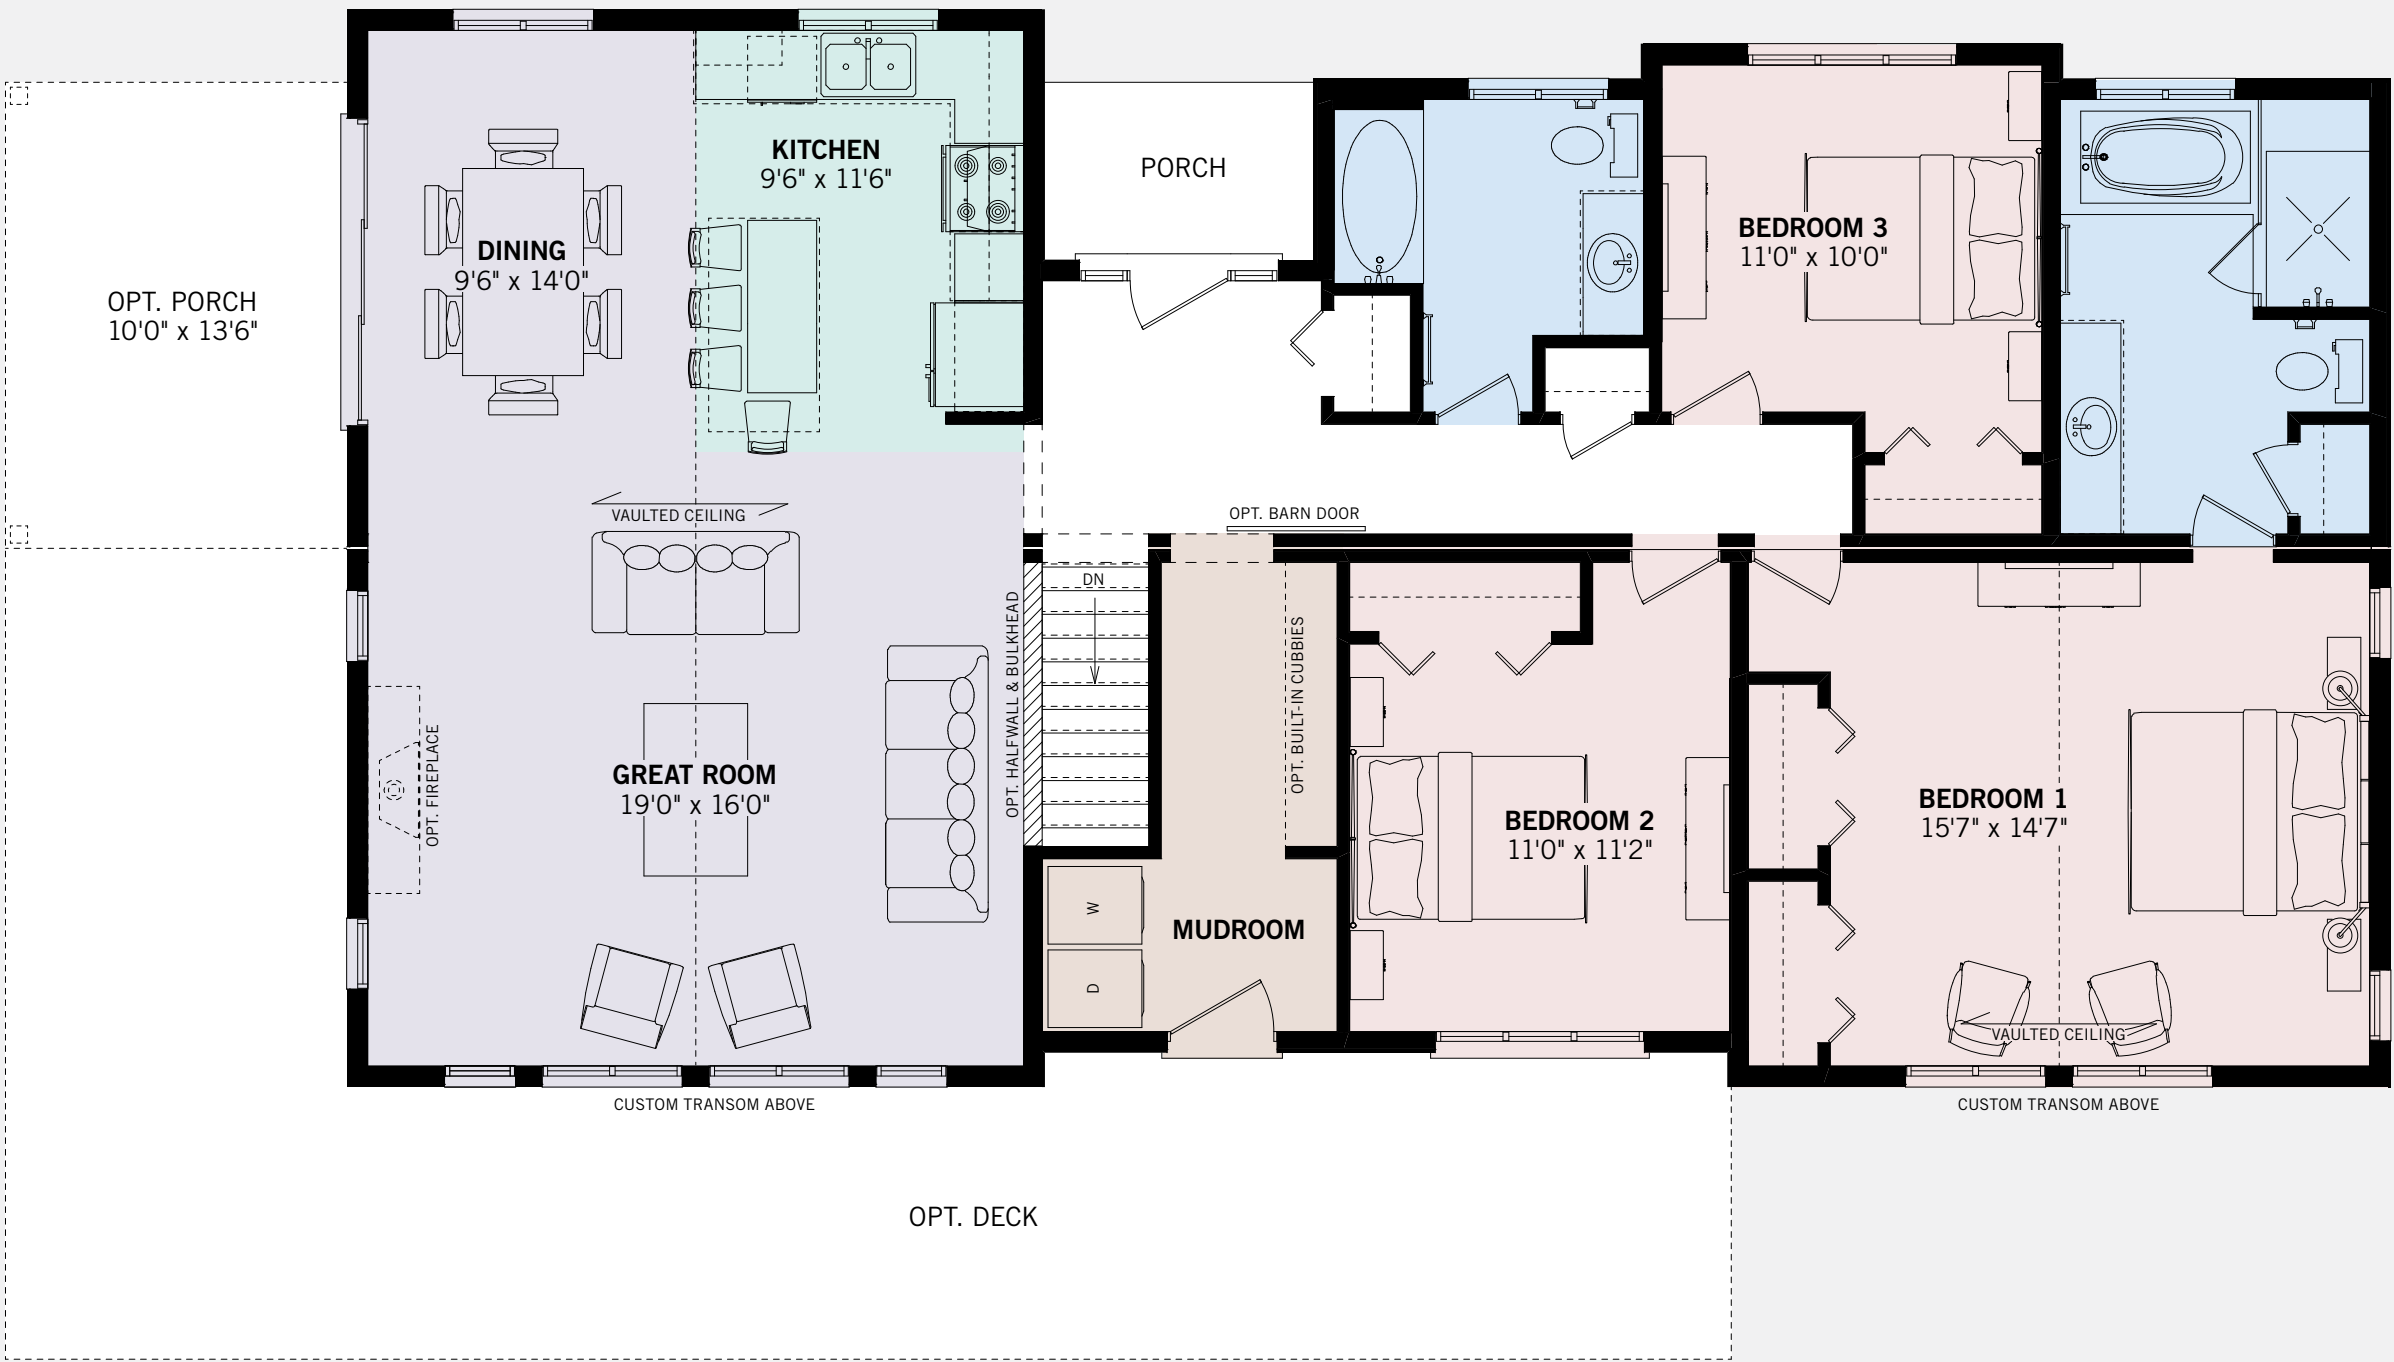 KITCHEN
9'6" x 11'6"
PORCH
DINING
9'6" x 14'0"
BEDROOM 3
11'0" x 10'0"
OPT. PORCH
10'0" x 13'6"
VAULTED CEILING
OPT. BARN DOOR
DN
OPT. HALFWALL & BULKHEAD
OPT. BUILT-IN CUBBIES
OPT. FIREPLACE
GREAT ROOM
19'0" x 16'0"
BEDROOM 2
11'0" x 11'2"
BEDROOM 1
15'7" x 14'7"
W
MUDROOM
D
VAULTED CEILING
CUSTOM TRANSOM ABOVE
CUSTOM TRANSOM ABOVE
OPT. DECK